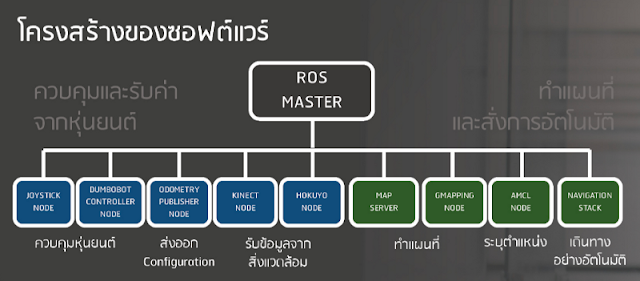 โครงสร้างของซอฟต์แวร์
ควบคุมและรับค่า
จากหุ่นยนต์
ROS
MASTER
ทำแผนที่
และสั่งการอัตโนมัติ
JOYSTICK
NODE
DUMBOBOT
CONTROLLER
NODE
ODOMETRY
PUBLISHER
NODE
KINECT
NODE
HOKUYO
NODE
MAP
SERVER
GMAPPING
NODE
AMCL
NODE
NAVIGATION
STACK
ควบคุมหุ่นยนต์
ส่งออก
Configuration
รับข้อมูลจาก
สิ่งแวดล้อม
ทำแผนที่
ระบุตำแหน่ง
เดินทาง
อย่างอัตโนมัติ